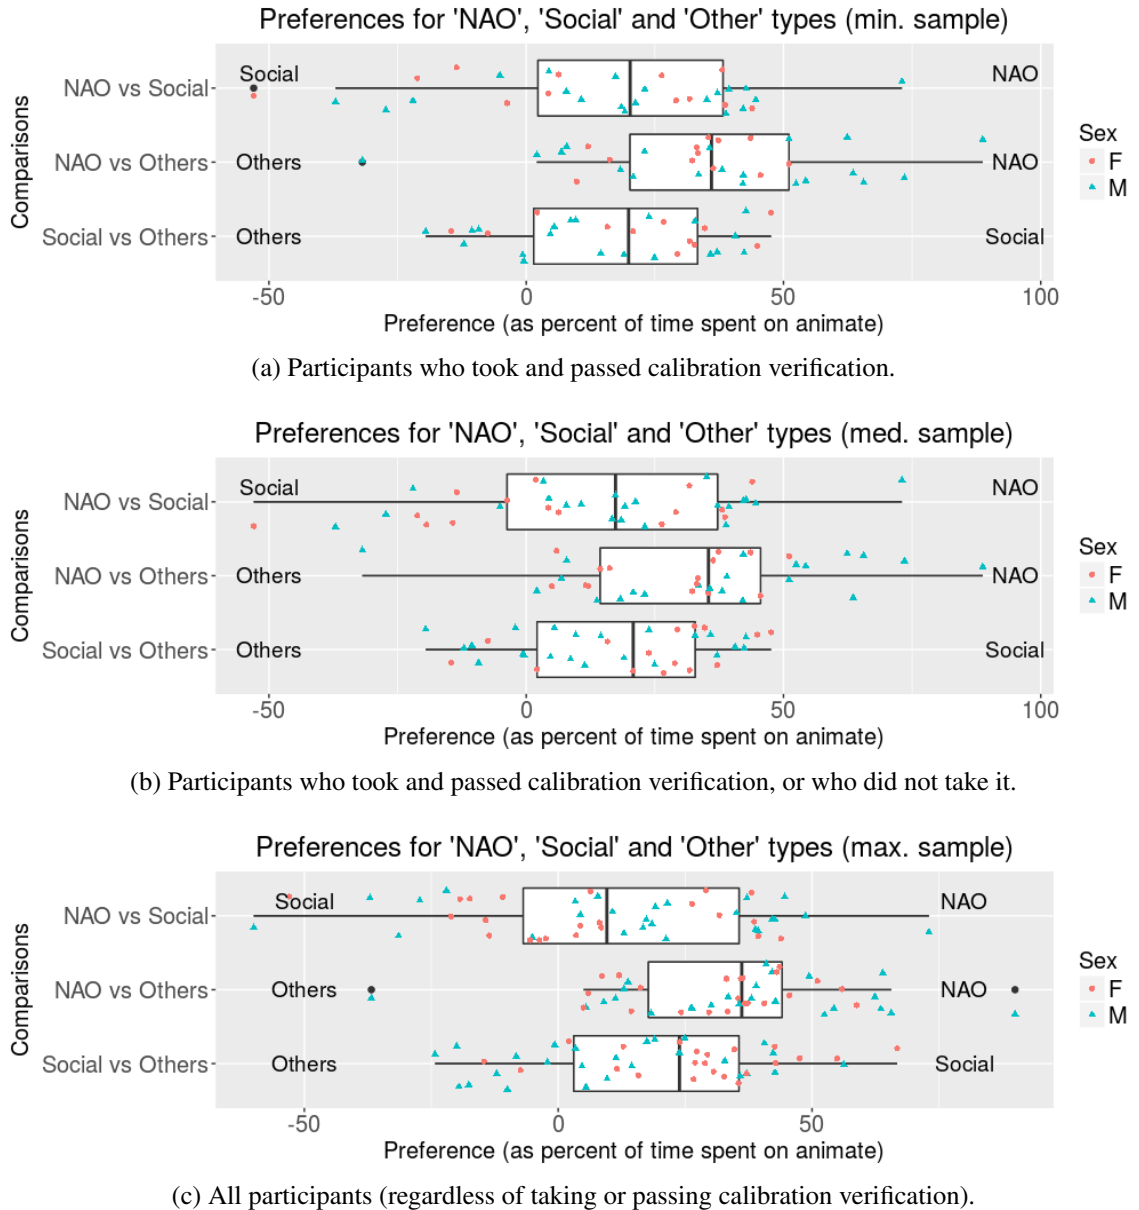 Preferences for 'NAO', 'Social' and 'Other' types (min. sample)
Comparisons
NAO vs Social
Social
NAO
NAO vs Others
Others
NAO
Social vs Others
Others
Social
Sex
F
M
-50 0 50 100
Preference (as percent of time spent on animate)
(a) Participants who took and passed calibration verification.
Preferences for 'NAO', 'Social' and 'Other' types (med. sample)
Comparisons
NAO vs Social
Social
NAO
NAO vs Others
Others
NAO
Social vs Others
Others
Social
Sex
F
M
-50 0 50 100
Preference (as percent of time spent on animate)
(b) Participants who took and passed calibration verification, or who did not take it.
Preferences for 'NAO', 'Social' and 'Other' types (max. sample)
Comparisons
NAO vs Social
Social
NAO
NAO vs Others
Others
NAO
Social vs Others
Others
Social
Sex
F
M
-50 0 50
Preference (as percent of time spent on animate)
(c) All participants (regardless of taking or passing calibration verification).